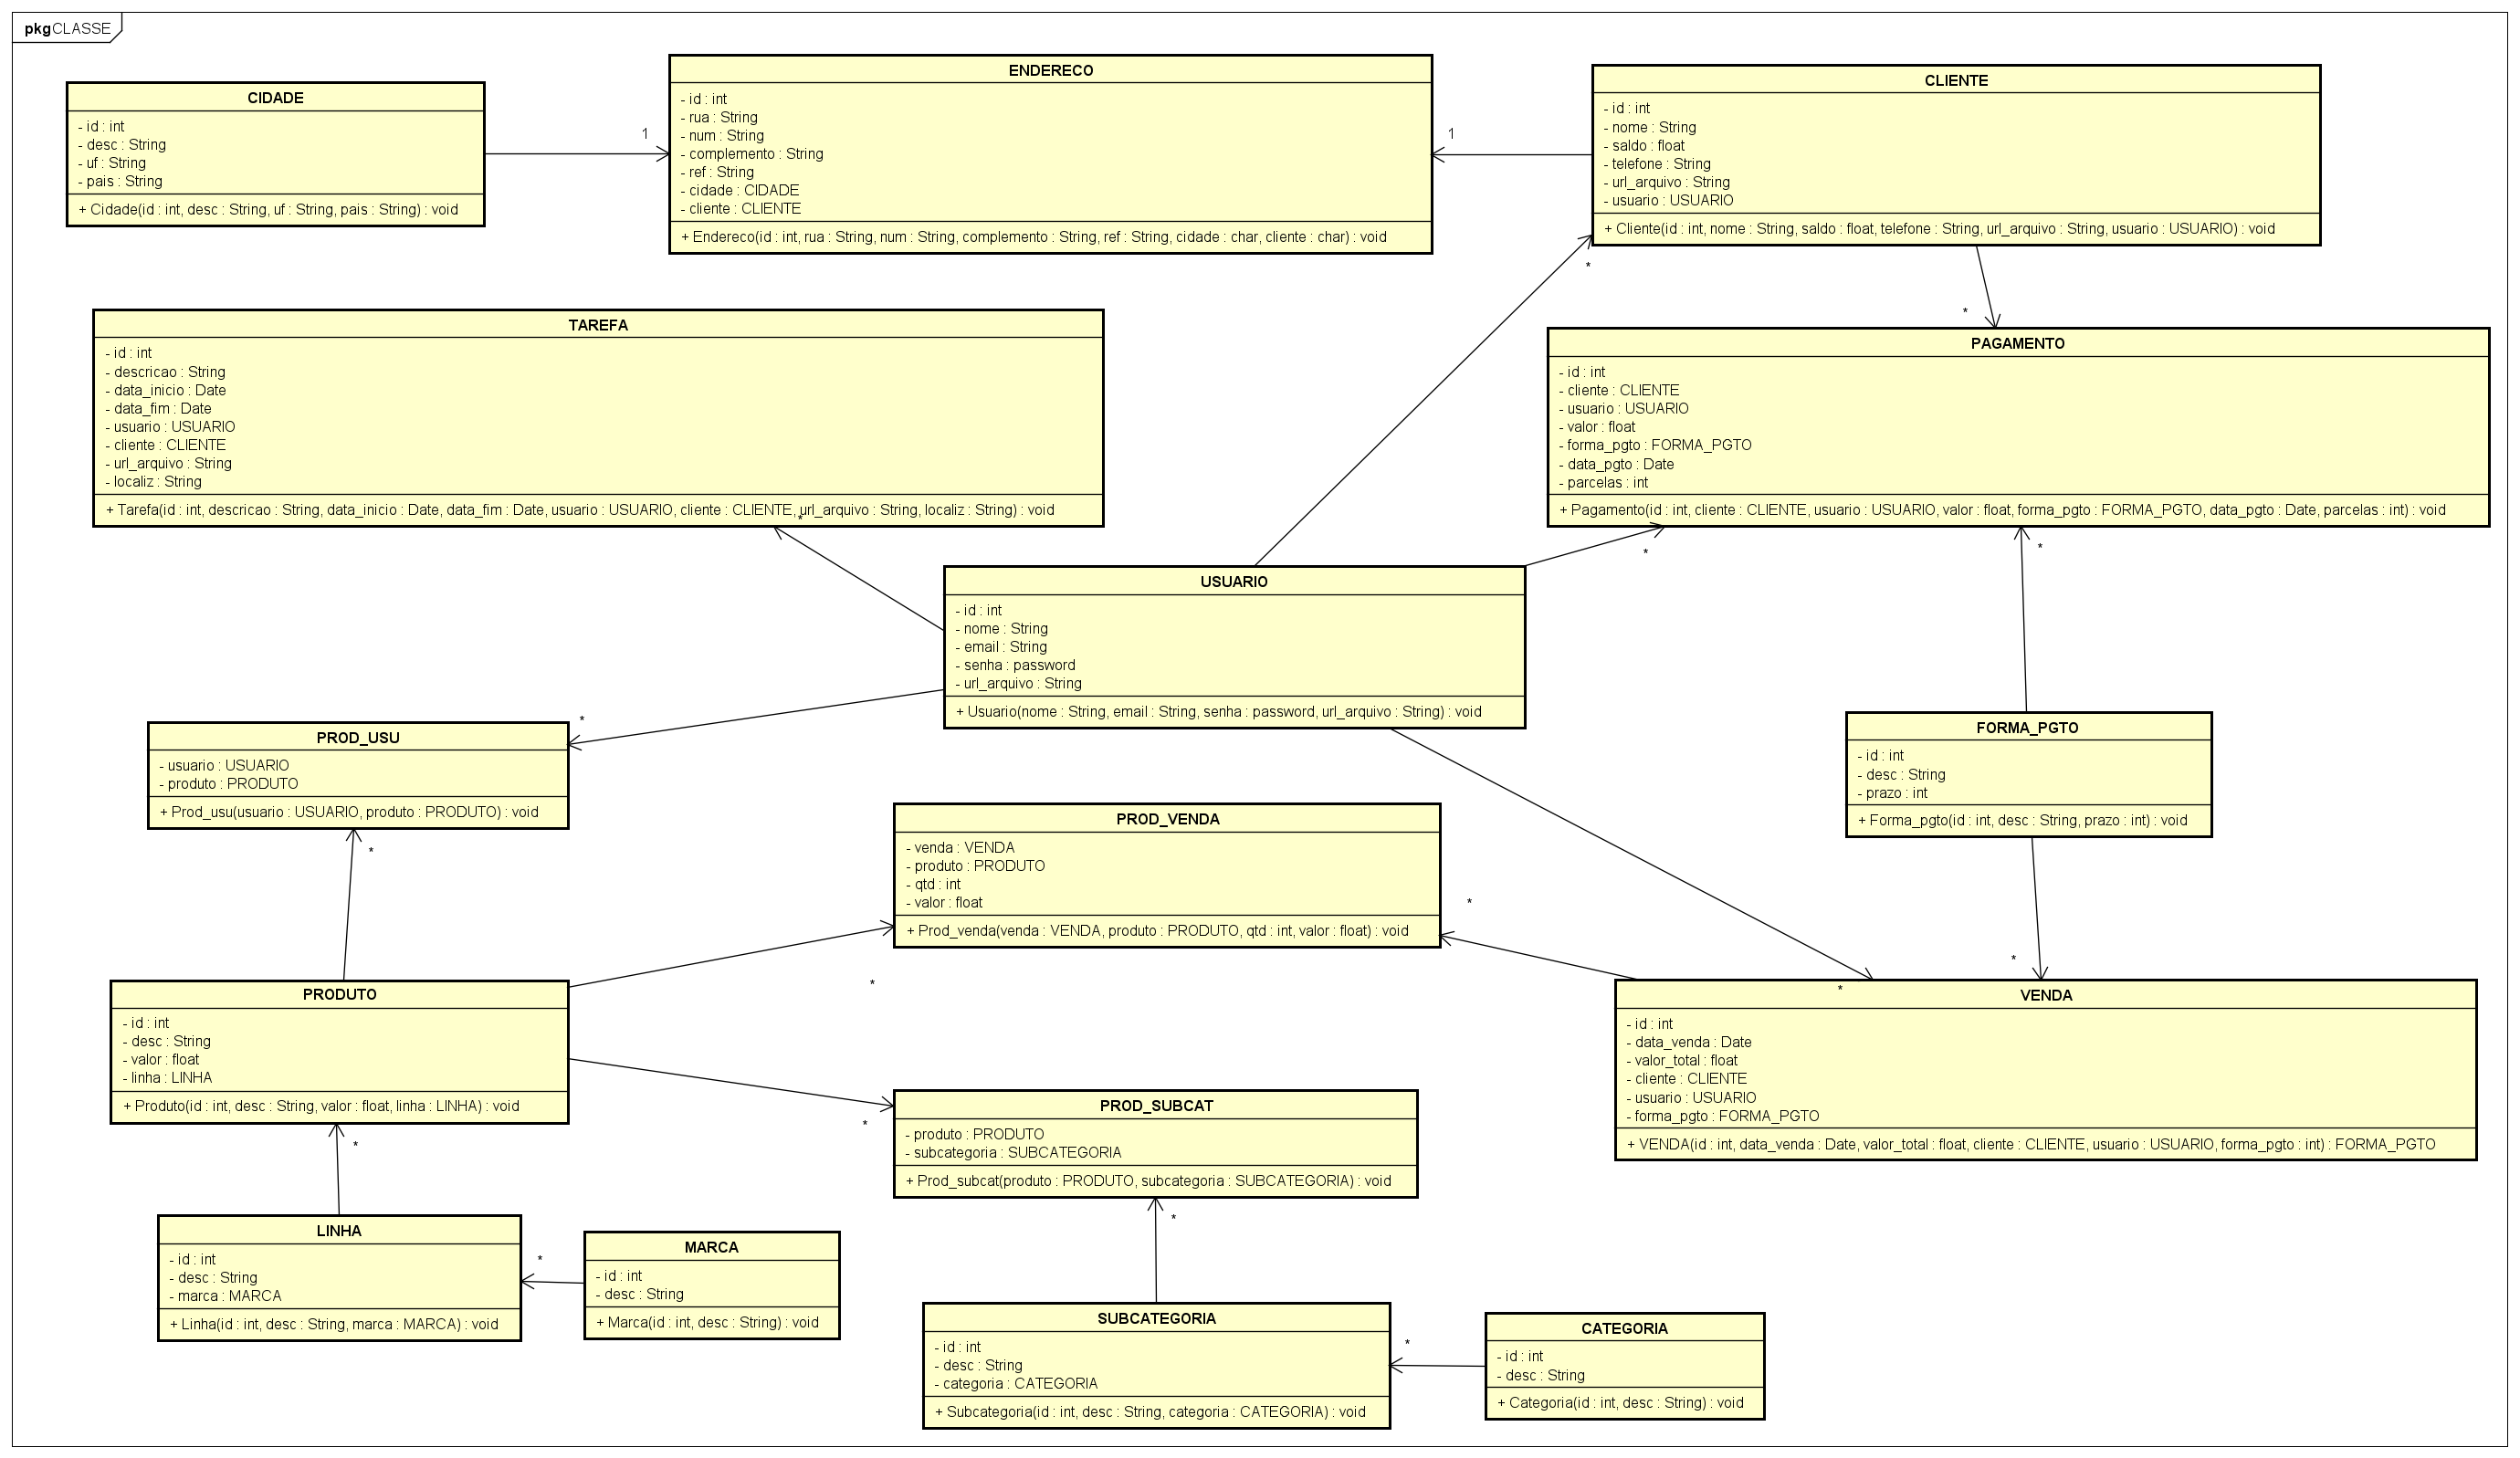 pkg CLASSE
CIDADE
- id : int
- desc : String
- uf : String
- pais : String
+ Cidade(id : int, desc : String, uf : String, pais : String) : void
1
ENDERECO
- id : int
- rua : String
- num : String
- complemento : String
- ref : String
- cidade : CIDADE
- cliente : CLIENTE
+ Endereco(id : int, rua : String, num : String, complemento : String, ref : String, cidade : char, cliente : char) : void
1
CLIENTE
- id : int
- nome : String
- saldo : float
- telefone : String
- url_arquivo : String
- usuario : USUARIO
+ Cliente(id : int, nome : String, saldo : float, telefone : String, url_arquivo : String, usuario : USUARIO) : void
*
*
TAREFA
- id : int
- descricao : String
- data_inicio : Date
- data_fim : Date
- usuario : USUARIO
- cliente : CLIENTE
- url_arquivo : String
- localiz : String
+ Tarefa(id : int, descricao : String, data_inicio : Date, data_fim : Date, usuario : USUARIO, cliente : CLIENTE, url_arquivo : String, localiz : String) : void
*
PAGAMENTO
- id : int
- cliente : CLIENTE
- usuario : USUARIO
- valor : float
- forma_pgto : FORMA_PGTO
- data_pgto : Date
- parcelas : int
+ Pagamento(id : int, cliente : CLIENTE, usuario : USUARIO, valor : float, forma_pgto : FORMA_PGTO, data_pgto : Date, parcelas : int) : void
*
*
USUARIO
- id : int
- nome : String
- email : String
- senha : password
- url_arquivo : String
+ Usuario(nome : String, email : String, senha : password, url_arquivo : String) : void
*
PROD_USU
- usuario : USUARIO
- produto : PRODUTO
+ Prod_usu(usuario : USUARIO, produto : PRODUTO) : void
*
FORMA_PGTO
- id : int
- desc : String
- prazo : int
+ Forma_pgto(id : int, desc : String, prazo : int) : void
PROD_VENDA
- venda : VENDA
- produto : PRODUTO
- qtd : int
- valor : float
+ Prod_venda(venda : VENDA, produto : PRODUTO, qtd : int, valor : float) : void
*
*
*
*
PRODUTO
- id : int
- desc : String
- valor : float
- linha : LINHA
+ Produto(id : int, desc : String, valor : float, linha : LINHA) : void
*
VENDA
- id : int
- data_venda : Date
- valor_total : float
- cliente : CLIENTE
- usuario : USUARIO
- forma_pgto : FORMA_PGTO
+ VENDA(id : int, data_venda : Date, valor_total : float, cliente : CLIENTE, usuario : USUARIO, forma_pgto : int) : FORMA_PGTO
*
PROD_SUBCAT
- produto : PRODUTO
- subcategoria : SUBCATEGORIA
+ Prod_subcat(produto : PRODUTO, subcategoria : SUBCATEGORIA) : void
*
LINHA
- id : int
- desc : String
- marca : MARCA
+ Linha(id : int, desc : String, marca : MARCA) : void
*
MARCA
- id : int
- desc : String
+ Marca(id : int, desc : String) : void
SUBCATEGORIA
- id : int
- desc : String
- categoria : CATEGORIA
+ Subcategoria(id : int, desc : String, categoria : CATEGORIA) : void
*
CATEGORIA
- id : int
- desc : String
+ Categoria(id : int, desc : String) : void